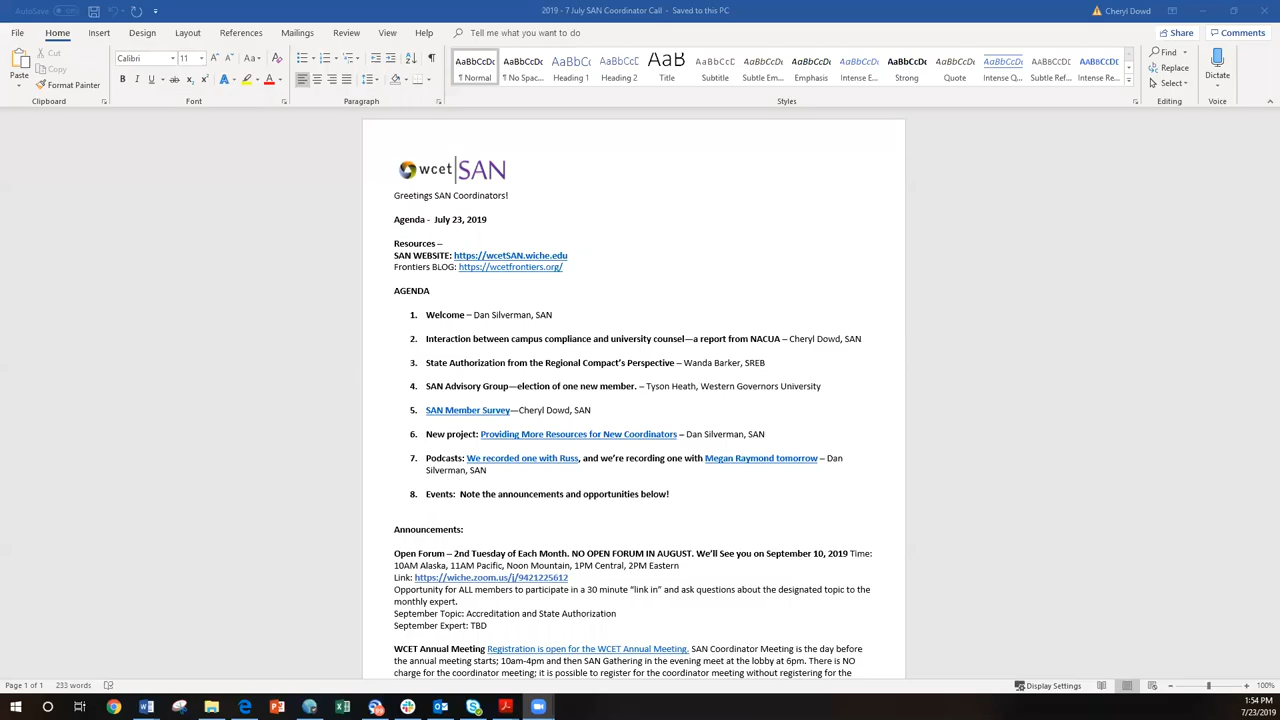 2019 - 7 July SAN Coordinator Call - Saved to this PC
Cheryl Dowd
File Home Insert Design Layout References Mailings Review View Help Tell me what you want to do
Share Comments
Paste
Cut
Copy
Format Painter
Calibri 11
AaBbCcDc AaBbCcDc AaBbCc AaBbCcD AaB AaBbCcD AaBbCcDc AaBbCcDc AaBbCcDc AaBbCcDc AaBbCcDc AaBbCcDc AaBbCcDc AaBbCcDc
¶ Normal ¶ No Spac... Heading 1 Heading 2 Title Subtitle Subtle Em... Emphasis Intense E... Strong Quote Intense Q... Subtle Ref... Intense Re...
Find
Replace
Select
Dictate
Clipboard Font Paragraph Styles Editing Voice
wcet SAN
Greetings SAN Coordinators!
Agenda - July 23, 2019
Resources –
SAN WEBSITE: https://wcetSAN.wiche.edu
Frontiers BLOG: https://wcetfrontiers.org/
AGENDA
1. Welcome – Dan Silverman, SAN
2. Interaction between campus compliance and university counsel—a report from NACUA – Cheryl Dowd, SAN
3. State Authorization from the Regional Compact's Perspective – Wanda Barker, SREB
4. SAN Advisory Group—election of one new member. – Tyson Heath, Western Governors University
5. SAN Member Survey—Cheryl Dowd, SAN
6. New project: Providing More Resources for New Coordinators – Dan Silverman, SAN
7. Podcasts: We recorded one with Russ, and we're recording one with Megan Raymond tomorrow – Dan
Silverman, SAN
8. Events: Note the announcements and opportunities below!
Announcements:
Open Forum – 2nd Tuesday of Each Month. NO OPEN FORUM IN AUGUST. We'll See you on September 10, 2019 Time:
10AM Alaska, 11AM Pacific, Noon Mountain, 1PM Central, 2PM Eastern
Link: https://wiche.zoom.us/j/9421225612
Opportunity for ALL members to participate in a 30 minute "link in" and ask questions about the designated topic to the
monthly expert.
September Topic: Accreditation and State Authorization
September Expert: TBD
WCET Annual Meeting Registration is open for the WCET Annual Meeting. SAN Coordinator Meeting is the day before
the annual meeting starts; 10am-4pm and then SAN Gathering in the evening meet at the lobby at 6pm. There is NO
charge for the coordinator meeting; it is possible to register for the coordinator meeting without registering for the
Page 1 of 1 233 words Display Settings 100%
1:54 PM
7/23/2019